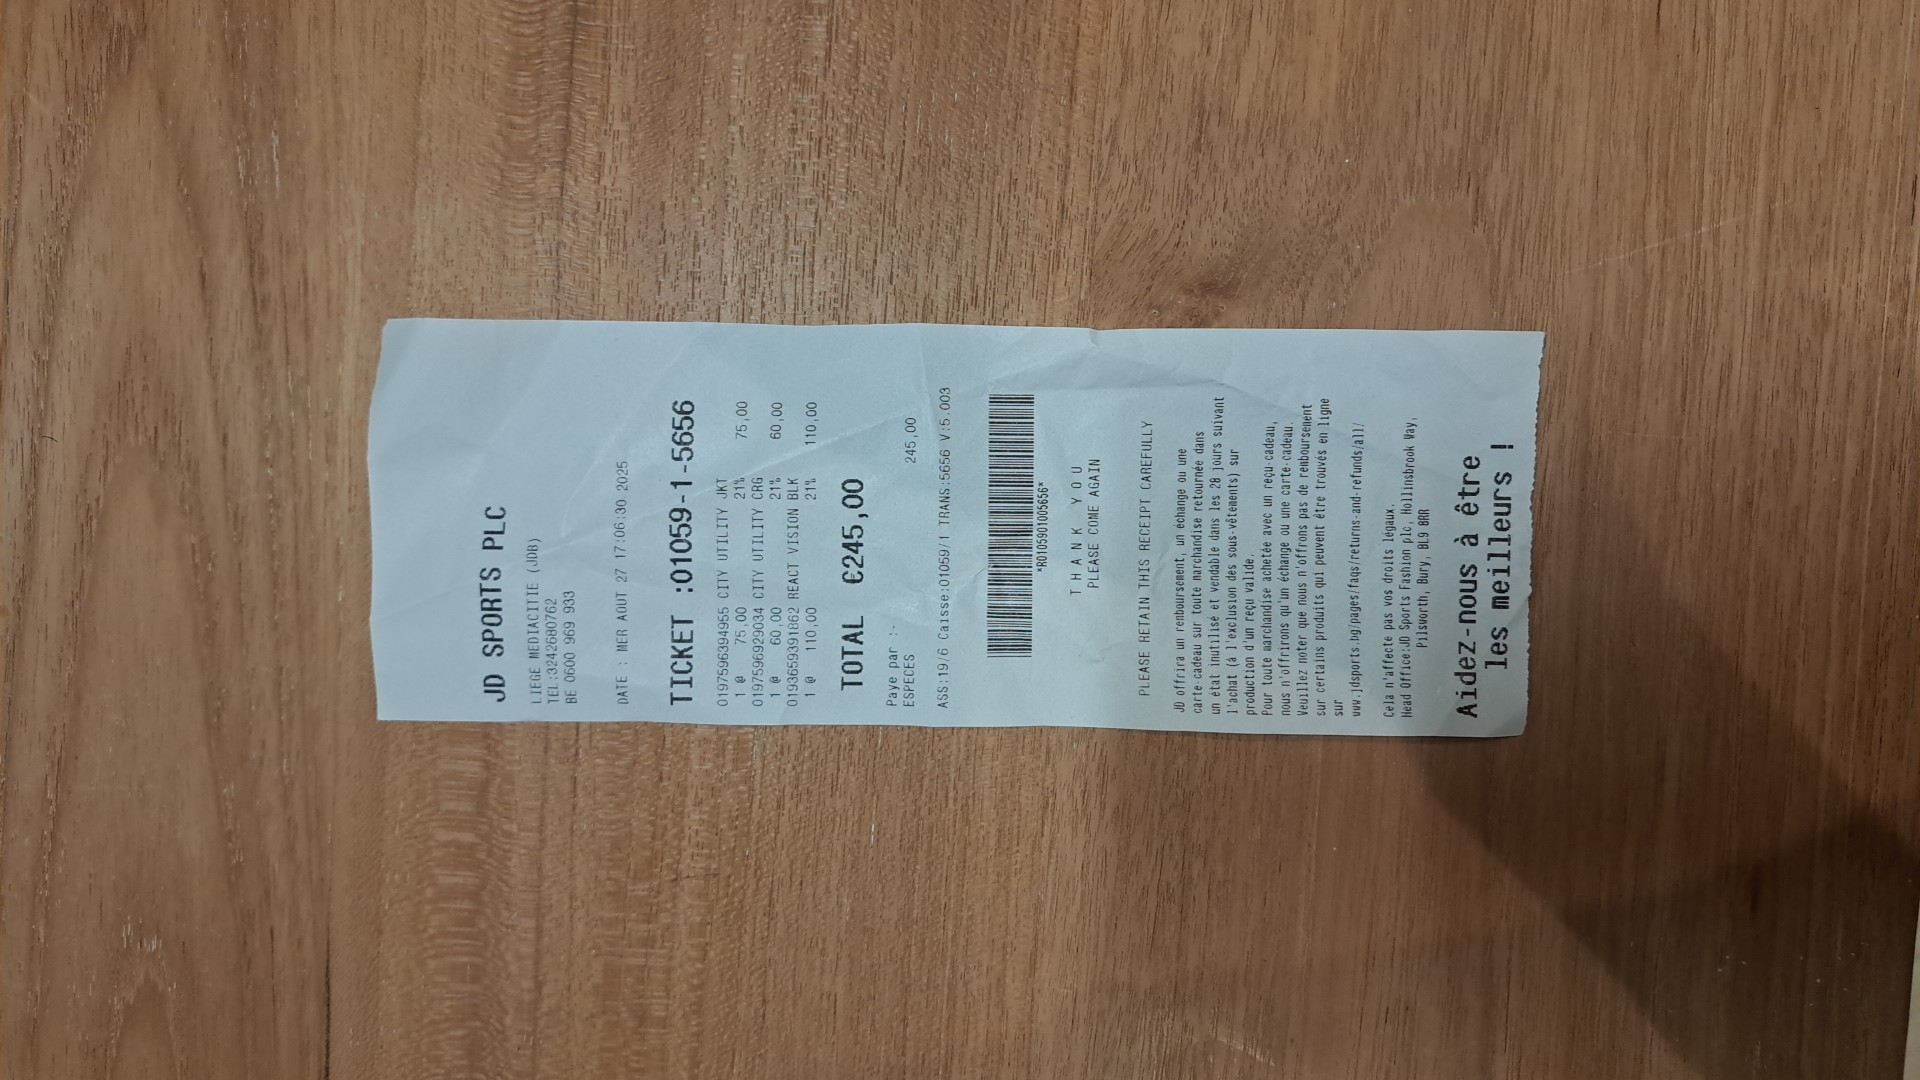 JD SPORTS PLC
LIEGE MEDIACITIE (JDB)
TEL:3242680762
BE 0600 969 933
DATE : MER AOUT 27 17:06:30 2025
TICKET :01059-1-5656
0197596394955 CITY UTILITY JKT
1 @ 75,00 21% 75,00
0197596929034 CITY UTILITY CRG
1 @ 60,00 21% 60,00
0193659391862 REACT VISION BLK
1 @ 110,00 21% 110,00
TOTAL €245,00
Paye par :-
ESPECES 245,00
ASS:19/6 Caisse:01059/1 TRANS:5656 V:5.003
*R0105901005656*
T H A N K  Y O U
PLEASE COME AGAIN
PLEASE RETAIN THIS RECEIPT CAREFULLY
JD offrira un remboursement, un échange ou une
carte-cadeau sur toute marchandise retournée dans
un état inutilisé et vendable dans les 28 jours suivant
l'achat (à l'exclusion des sous-vêtements) sur
production d'un reçu valide.
Pour toute marchandise achetée avec un reçu-cadeau,
nous n'offrirons qu'un échange ou une carte-cadeau.
Veuillez noter que nous n'offrons pas de remboursement
sur certains produits qui peuvent être trouvés en ligne
sur
www.jdsports.bg/pages/faqs/returns-and-refunds/all/
Cela n'affecte pas vos droits légaux.
Head Office:JD Sports Fashion plc, Hollinsbrook Way,
Pilsworth, Bury, BL9 8RR
Aidez-nous à être
les meilleurs !